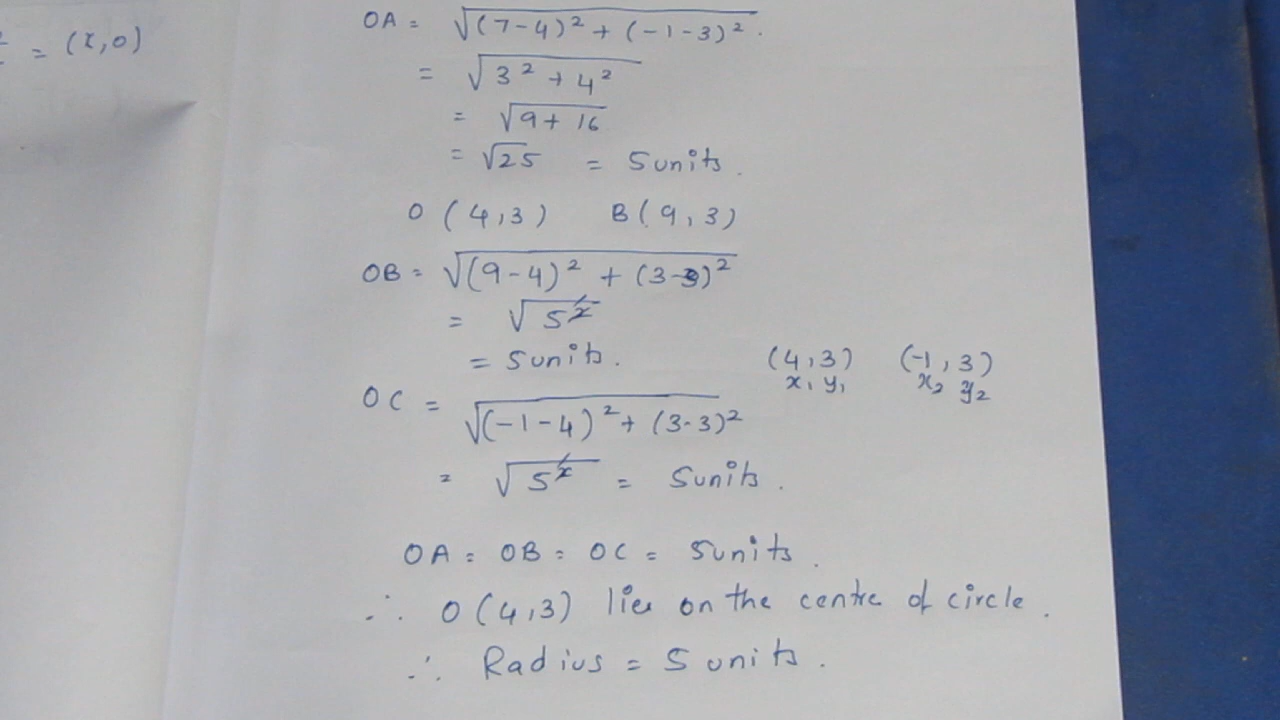 = (x,0)
OA = √(7-4)² + (-1-3)².
= √3² + 4²
= √9+ 16
= √25 = 5units.
O (4,3) B(9,3)
OB = √(9-4)² + (3-3)²
= √5²
= 5units.
(4,3) (-1,3)
x₁ y₁ x₂ y₂
OC = √(-1-4)² + (3-3)²
= √5² = 5units.
OA = OB = OC = 5units.
∴ O(4,3) lies on the centre of circle.
∴ Radius = 5 units.